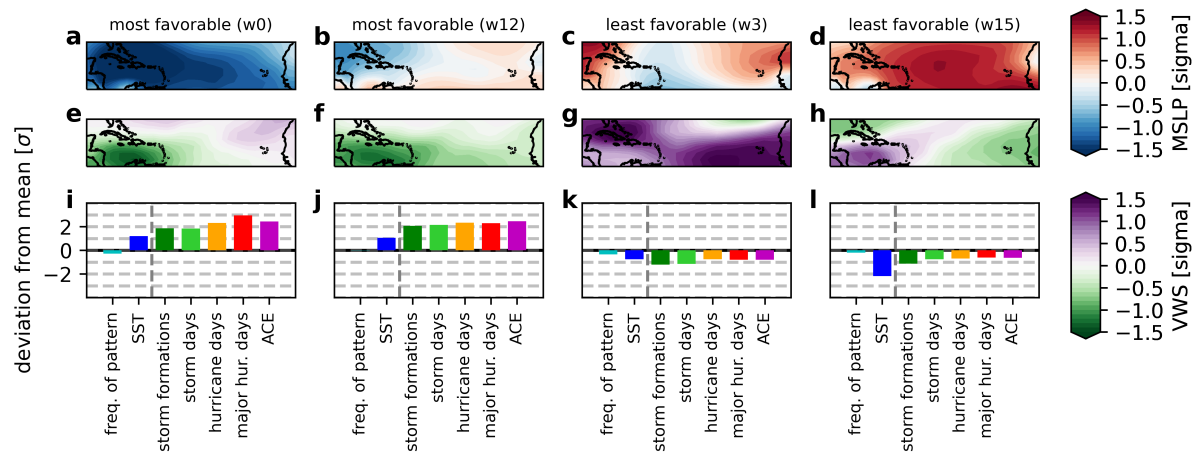 most favorable (w0)
most favorable (w12)
least favorable (w3)
least favorable (w15)
a
b
c
d
1.5
1.0
0.5
0.0
−0.5
−1.0
−1.5
MSLP [sigma]
e
f
g
h
deviation from mean [σ]
i
j
k
l
2
0
−2
1.5
1.0
0.5
0.0
−0.5
−1.0
−1.5
VWS [sigma]
freq. of pattern
SST
storm formations
storm days
hurricane days
major hur. days
ACE
freq. of pattern
SST
storm formations
storm days
hurricane days
major hur. days
ACE
freq. of pattern
SST
storm formations
storm days
hurricane days
major hur. days
ACE
freq. of pattern
SST
storm formations
storm days
hurricane days
major hur. days
ACE